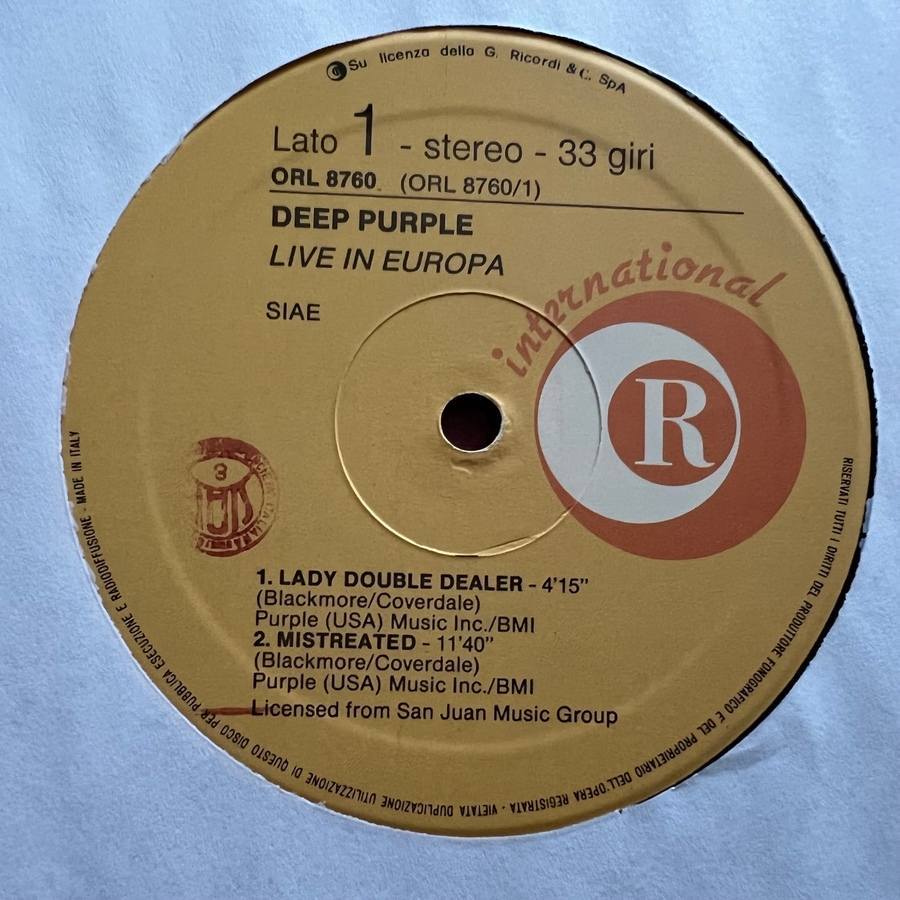 Su licenza della G. Ricordi & C. SpA
Lato 1 - stereo - 33 giri
ORL 8760 (ORL 8760/1)
DEEP PURPLE
LIVE IN EUROPA
international
SIAE
R
3
1. LADY DOUBLE DEALER - 4'15"
(Blackmore/Coverdale)
Purple (USA) Music Inc./BMI
2. MISTREATED - 11'40"
(Blackmore/Coverdale)
Purple (USA) Music Inc./BMI
Licensed from San Juan Music Group
RISERVATI TUTTI I DIRITTI DEL PRODUTTORE FONOGRAFICO E DEL PROPRIETARIO DELL'OPERA REGISTRATA - VIETATA DUPLICAZIONE UTILIZZAZIONE DI QUESTO DISCO PER PUBBLICA ESECUZIONE E RADIODIFFUSIONE - MADE IN ITALY